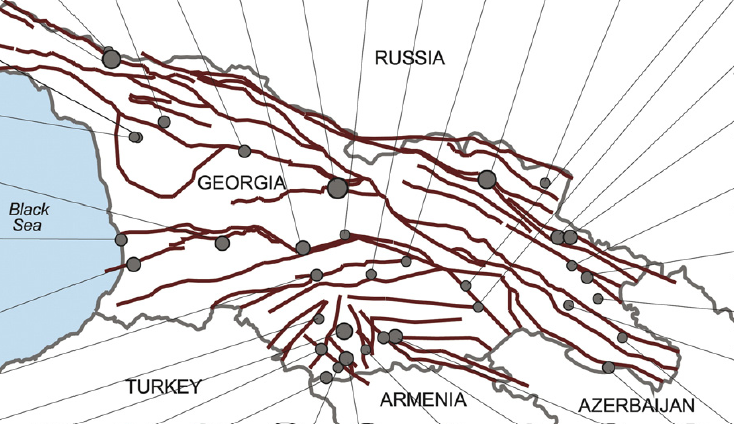 RUSSIA
GEORGIA
Black
Sea
TURKEY
ARMENIA
AZERBAIJAN